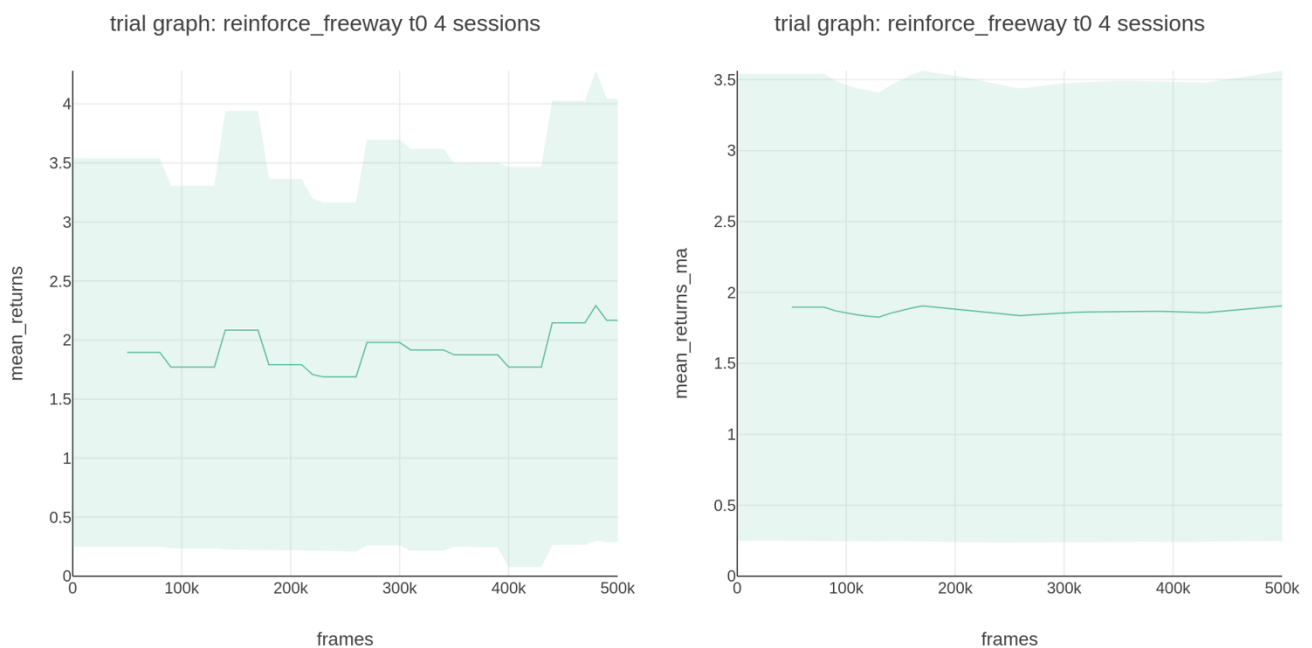 trial graph: reinforce_freeway t0 4 sessions
mean_returns
4
3.5
3
2.5
2
1.5
1
0.5
0
0
100k
200k
300k
400k
500k
frames
trial graph: reinforce_freeway t0 4 sessions
mean_returns_ma
3.5
3
2.5
2
1.5
1
0.5
0
0
100k
200k
300k
400k
500k
frames